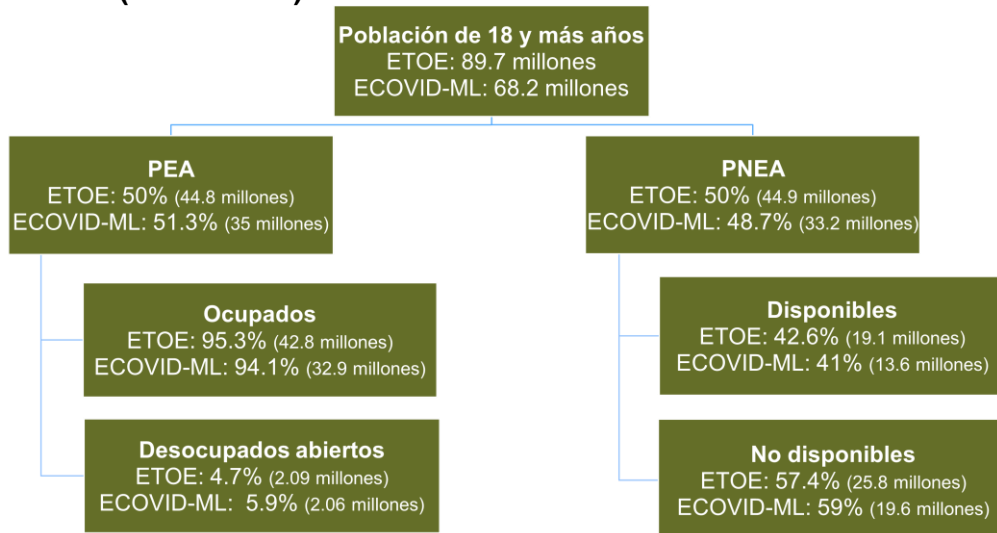 Población de 18 y más años
ETOE: 89.7 millones
ECOVID-ML: 68.2 millones
PEA
ETOE: 50% (44.8 millones)
ECOVID-ML: 51.3% (35 millones)
PNEA
ETOE: 50% (44.9 millones)
ECOVID-ML: 48.7% (33.2 millones)
Ocupados
ETOE: 95.3% (42.8 millones)
ECOVID-ML: 94.1% (32.9 millones)
Disponibles
ETOE: 42.6% (19.1 millones)
ECOVID-ML: 41% (13.6 millones)
Desocupados abiertos
ETOE: 4.7% (2.09 millones)
ECOVID-ML: 5.9% (2.06 millones)
No disponibles
ETOE: 57.4% (25.8 millones)
ECOVID-ML: 59% (19.6 millones)